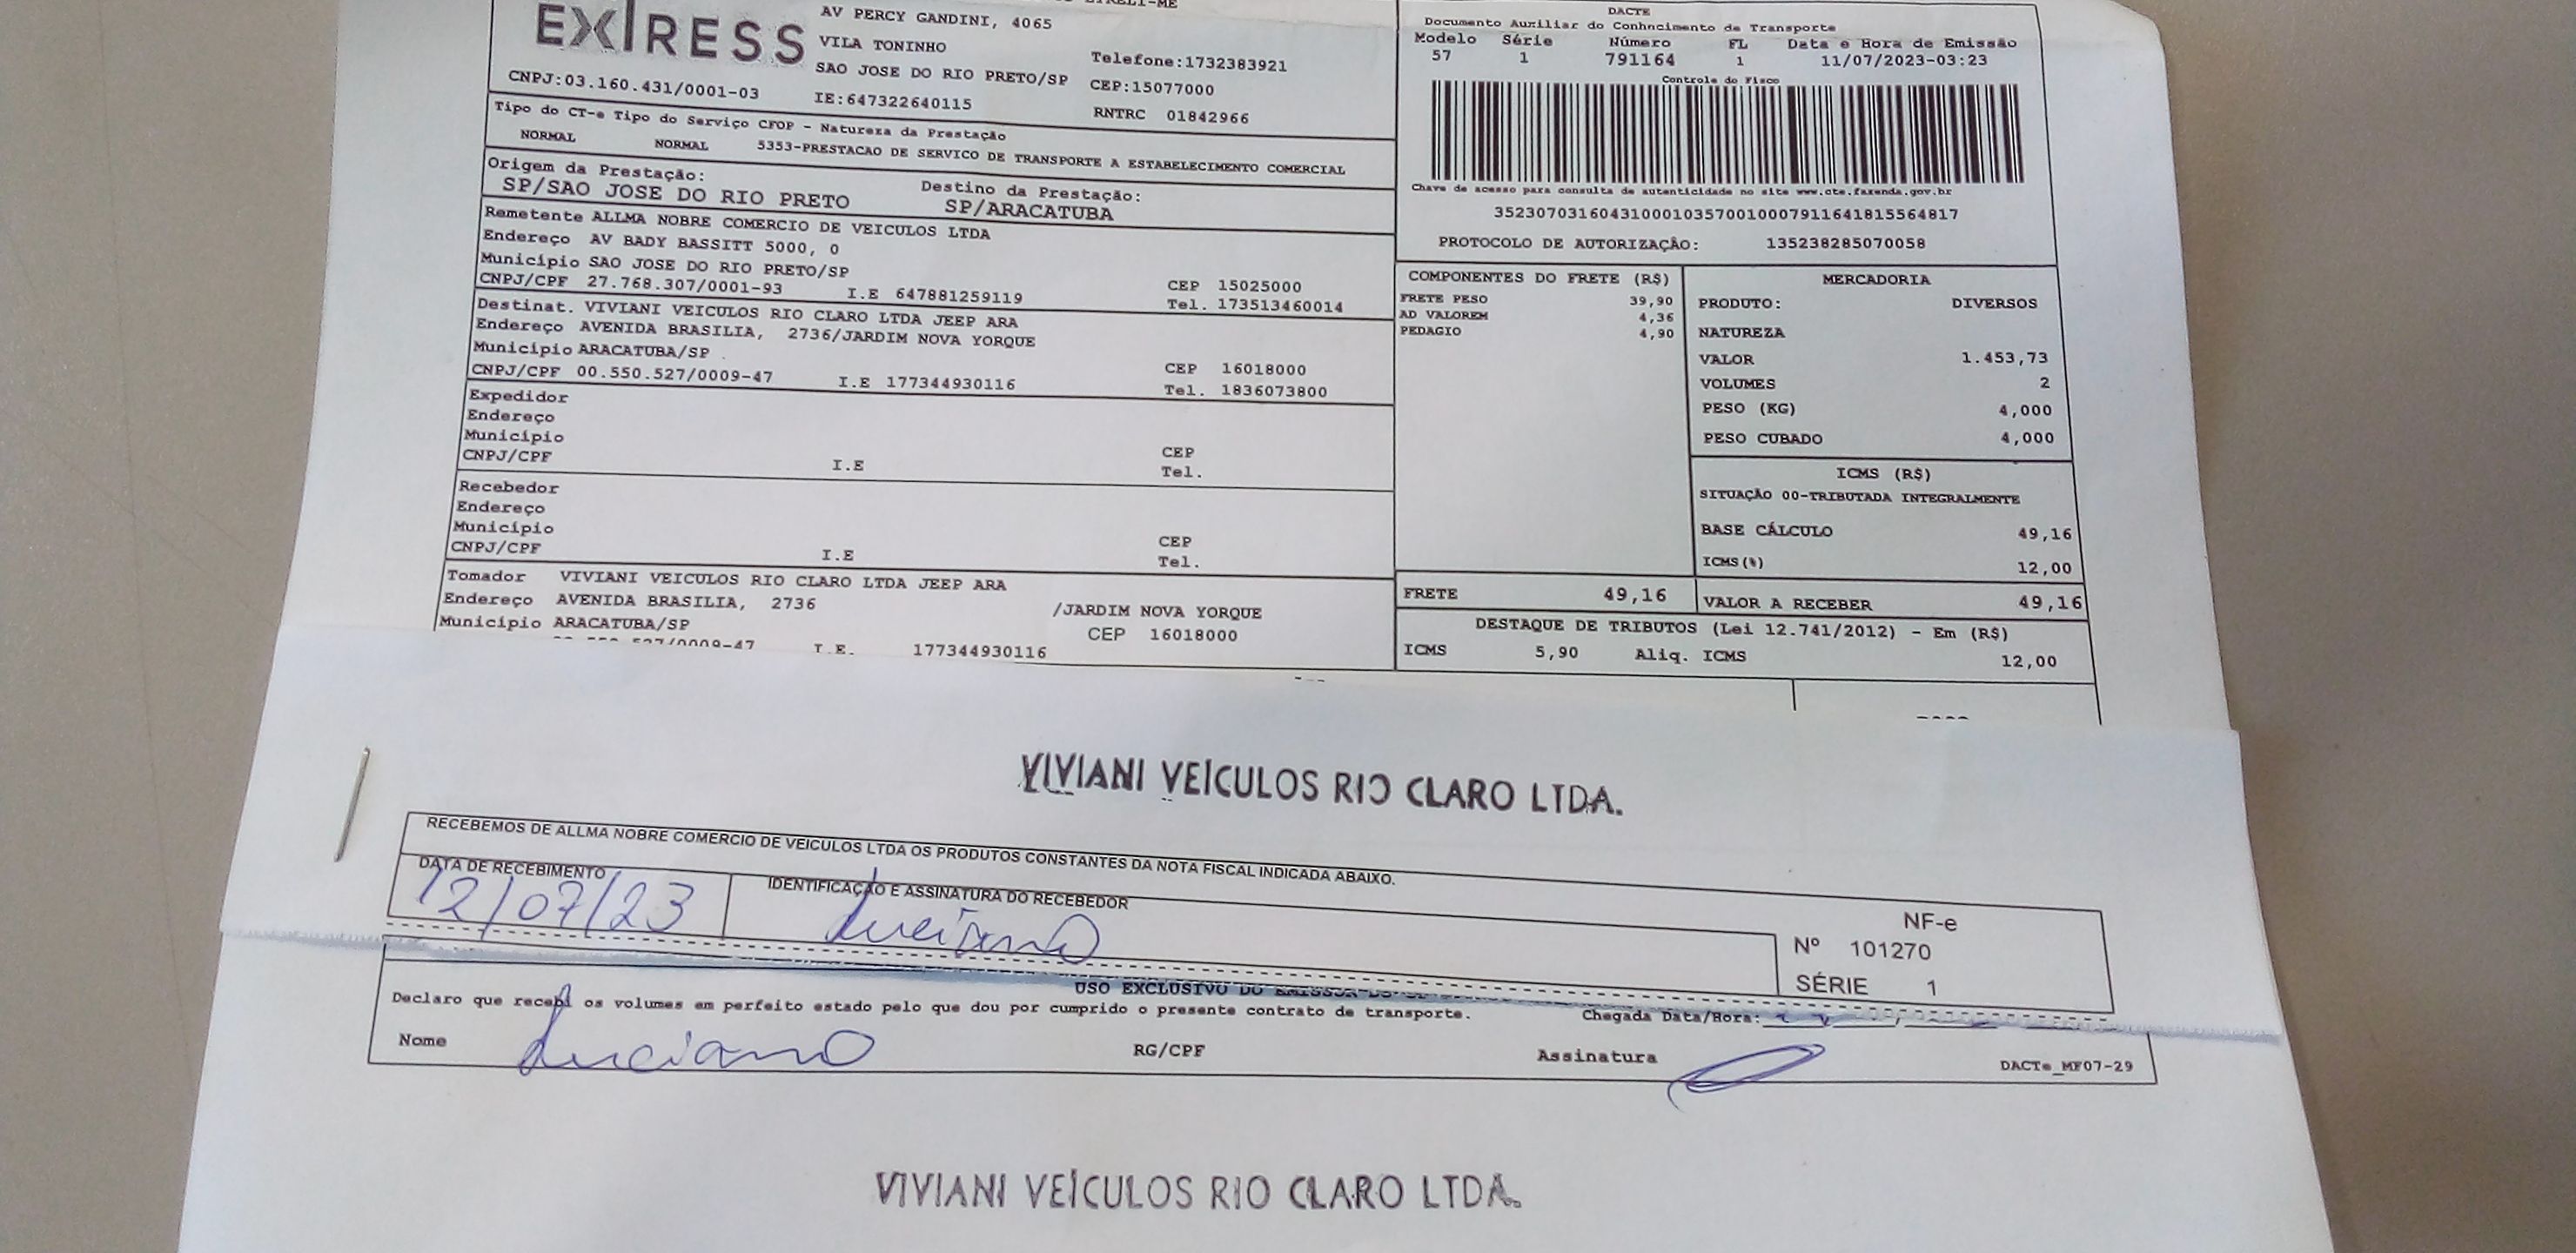 EXPRESS
AV PERCY GANDINI, 4065
VILA TONINHO
SAO JOSE DO RIO PRETO/SP
Telefone:1732383921
CEP:15077000
CNPJ:03.160.431/0001-03
IE:647322640115
RNTRC 01842966
Tipo do CT-e Tipo do Serviço CFOP - Natureza da Prestação
NORMAL NORMAL 5353-PRESTACAO DE SERVICO DE TRANSPORTE A ESTABELECIMENTO COMERCIAL
Origem da Prestação: Destino da Prestação:
SP/SAO JOSE DO RIO PRETO SP/ARACATUBA
Remetente ALLMA NOBRE COMERCIO DE VEICULOS LTDA
Endereço AV BADY BASSITT 5000, 0
Município SAO JOSE DO RIO PRETO/SP CEP 15025000
CNPJ/CPF 27.768.307/0001-93 I.E 647881259119 Tel. 173513460014
Destinat. VIVIANI VEICULOS RIO CLARO LTDA JEEP ARA
Endereço AVENIDA BRASILIA, 2736/JARDIM NOVA YORQUE
Município ARACATUBA/SP CEP 16018000
CNPJ/CPF 00.550.527/0009-47 I.E 177344930116 Tel. 1836073800
Expedidor
Endereço
Município CEP
CNPJ/CPF I.E Tel.
Recebedor
Endereço
Município CEP
CNPJ/CPF I.E Tel.
Tomador VIVIANI VEICULOS RIO CLARO LTDA JEEP ARA
Endereço AVENIDA BRASILIA, 2736 /JARDIM NOVA YORQUE
Município ARACATUBA/SP CEP 16018000
I.E. 177344930116
DACTE
Documento Auxiliar do Conhncimento de Transporte
Modelo Série Número FL Data e Hora de Emissão
57 1 791164 1 11/07/2023-03:23
Controle do Fisco
Chave de acesso para consulta de autenticidade no site www.cte.fazenda.gov.br
35230703160431000103570010007911641815564817
PROTOCOLO DE AUTORIZAÇÂO: 135238285070058
COMPONENTES DO FRETE (R$)
FRETE PESO 39,90
AD VALOREM 4,36
PEDAGIO 4,90
MERCADORIA
PRODUTO: DIVERSOS
NATUREZA
VALOR 1.453,73
VOLUMES 2
PESO (KG) 4,000
PESO CUBADO 4,000
ICMS (R$)
SITUAÇÃO 00-TRIBUTADA INTEGRALMENTE
BASE CÁLCULO 49,16
ICMS(%) 12,00
FRETE 49,16 VALOR A RECEBER 49,16
DESTAQUE DE TRIBUTOS (Lei 12.741/2012) - Em (R$)
ICMS 5,90 Aliq. ICMS 12,00
VIVIANI VEÍCULOS RIO CLARO LTDA.
RECEBEMOS DE ALLMA NOBRE COMERCIO DE VEICULOS LTDA OS PRODUTOS CONSTANTES DA NOTA FISCAL INDICADA ABAIXO.
DATA DE RECEBIMENTO IDENTIFICAÇÃO E ASSINATURA DO RECEBEDOR
12/07/23 Luciano
NF-e
Nº 101270
SÉRIE 1
USO EXCLUSIVO DO
Declaro que recebi os volumes em perfeito estado pelo que dou por cumprido o presente contrato de transporte. Chegada Data/Hora:
Nome Luciano RG/CPF Assinatura DACTe_MF07-29
VIVIANI VEÍCULOS RIO CLARO LTDA.